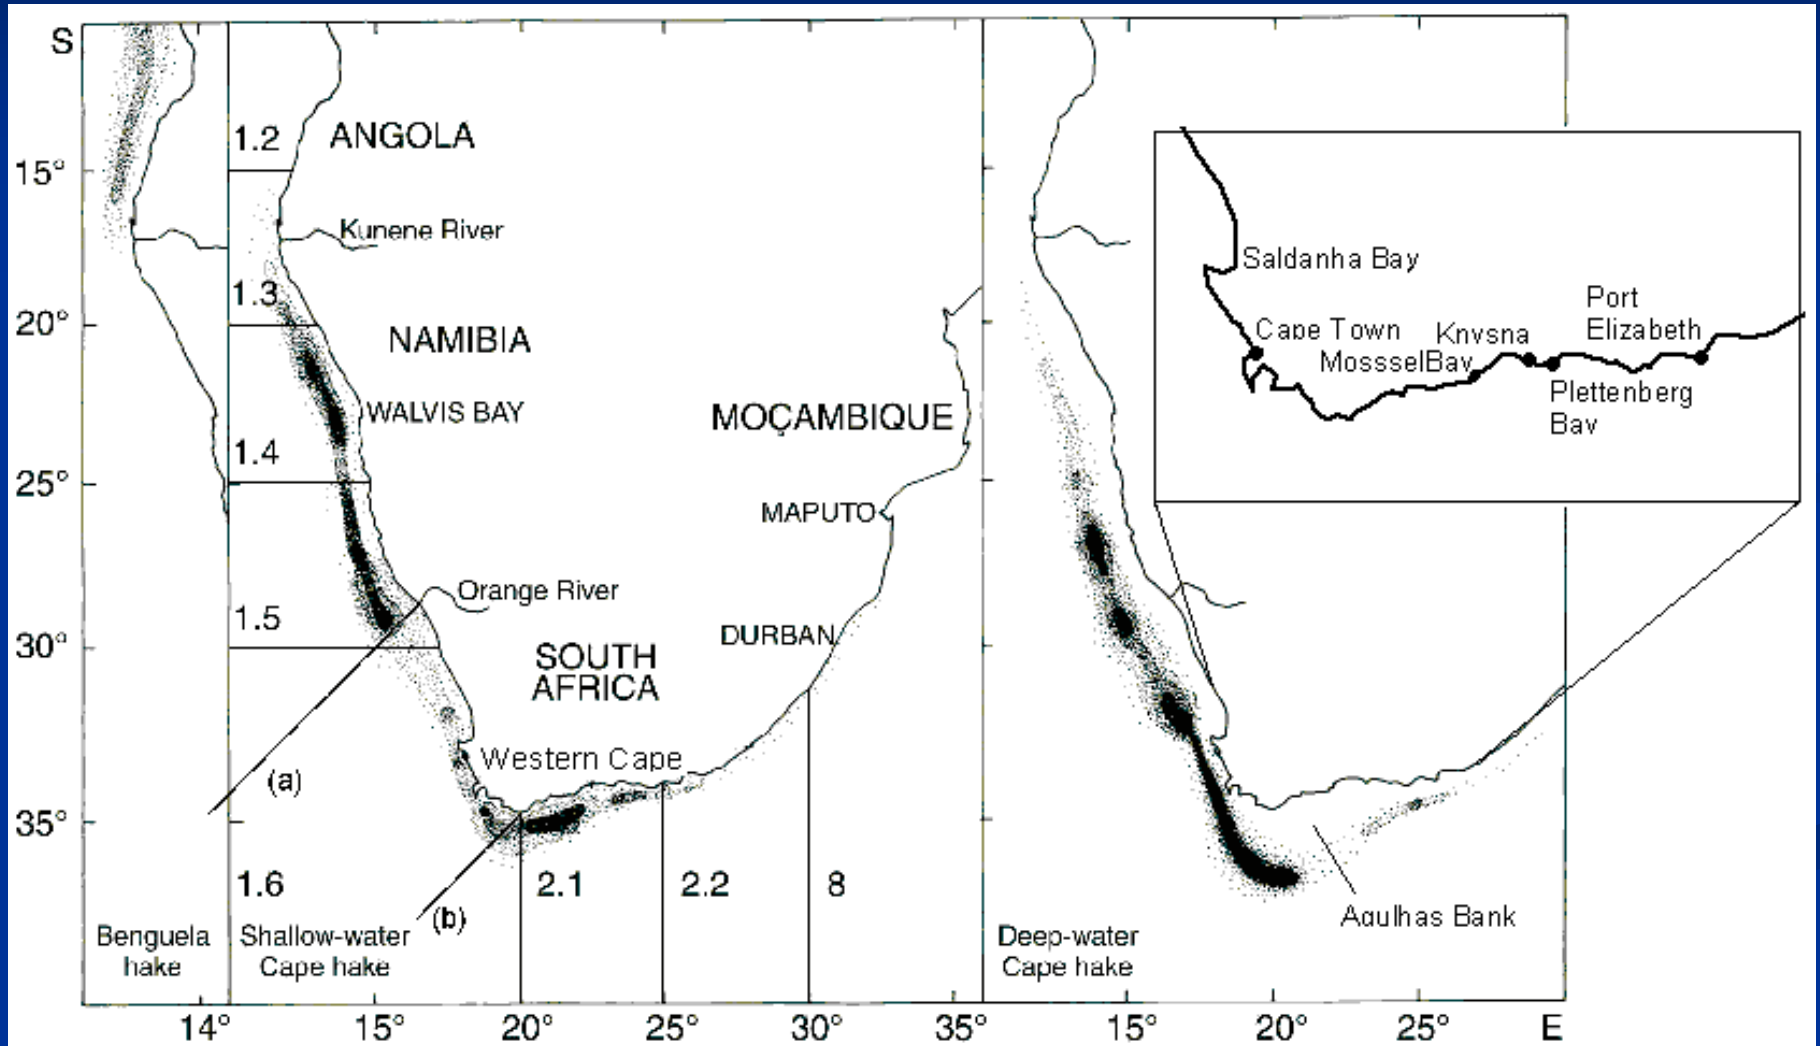 S
15°
20°
25°
30°
35°
1.2
1.3
1.4
1.5
1.6
2.1
2.2
8
ANGOLA
Kunene River
NAMIBIA
WALVIS BAY
MOÇAMBIQUE
MAPUTO
Orange River
DURBAN
SOUTH
AFRICA
Western Cape
(a)
(b)
Benguela
hake
Shallow-water
Cape hake
Deep-water
Cape hake
Saldanha Bay
Cape Town
MossselBay
Knysna
Port
Elizabeth
Plettenberg
Bay
Agulhas Bank
14°
15°
20°
25°
30°
35°
15°
20°
25°
E